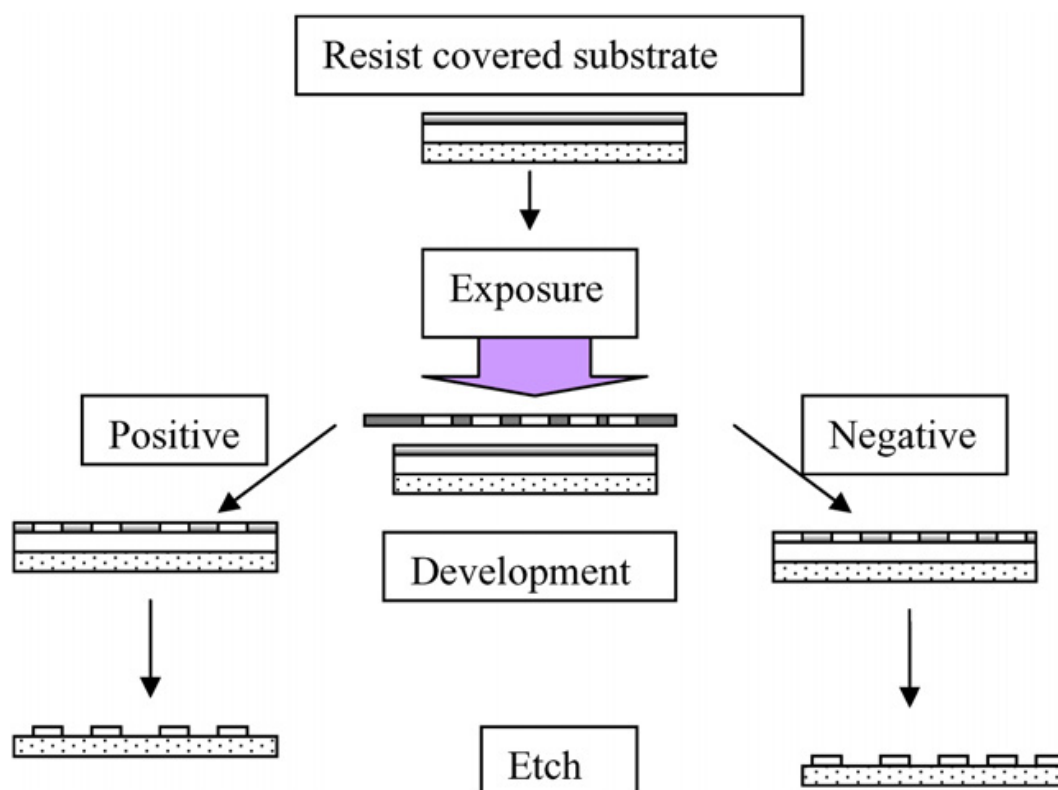 Resist covered substrate
Exposure
Positive
Negative
Development
Etch